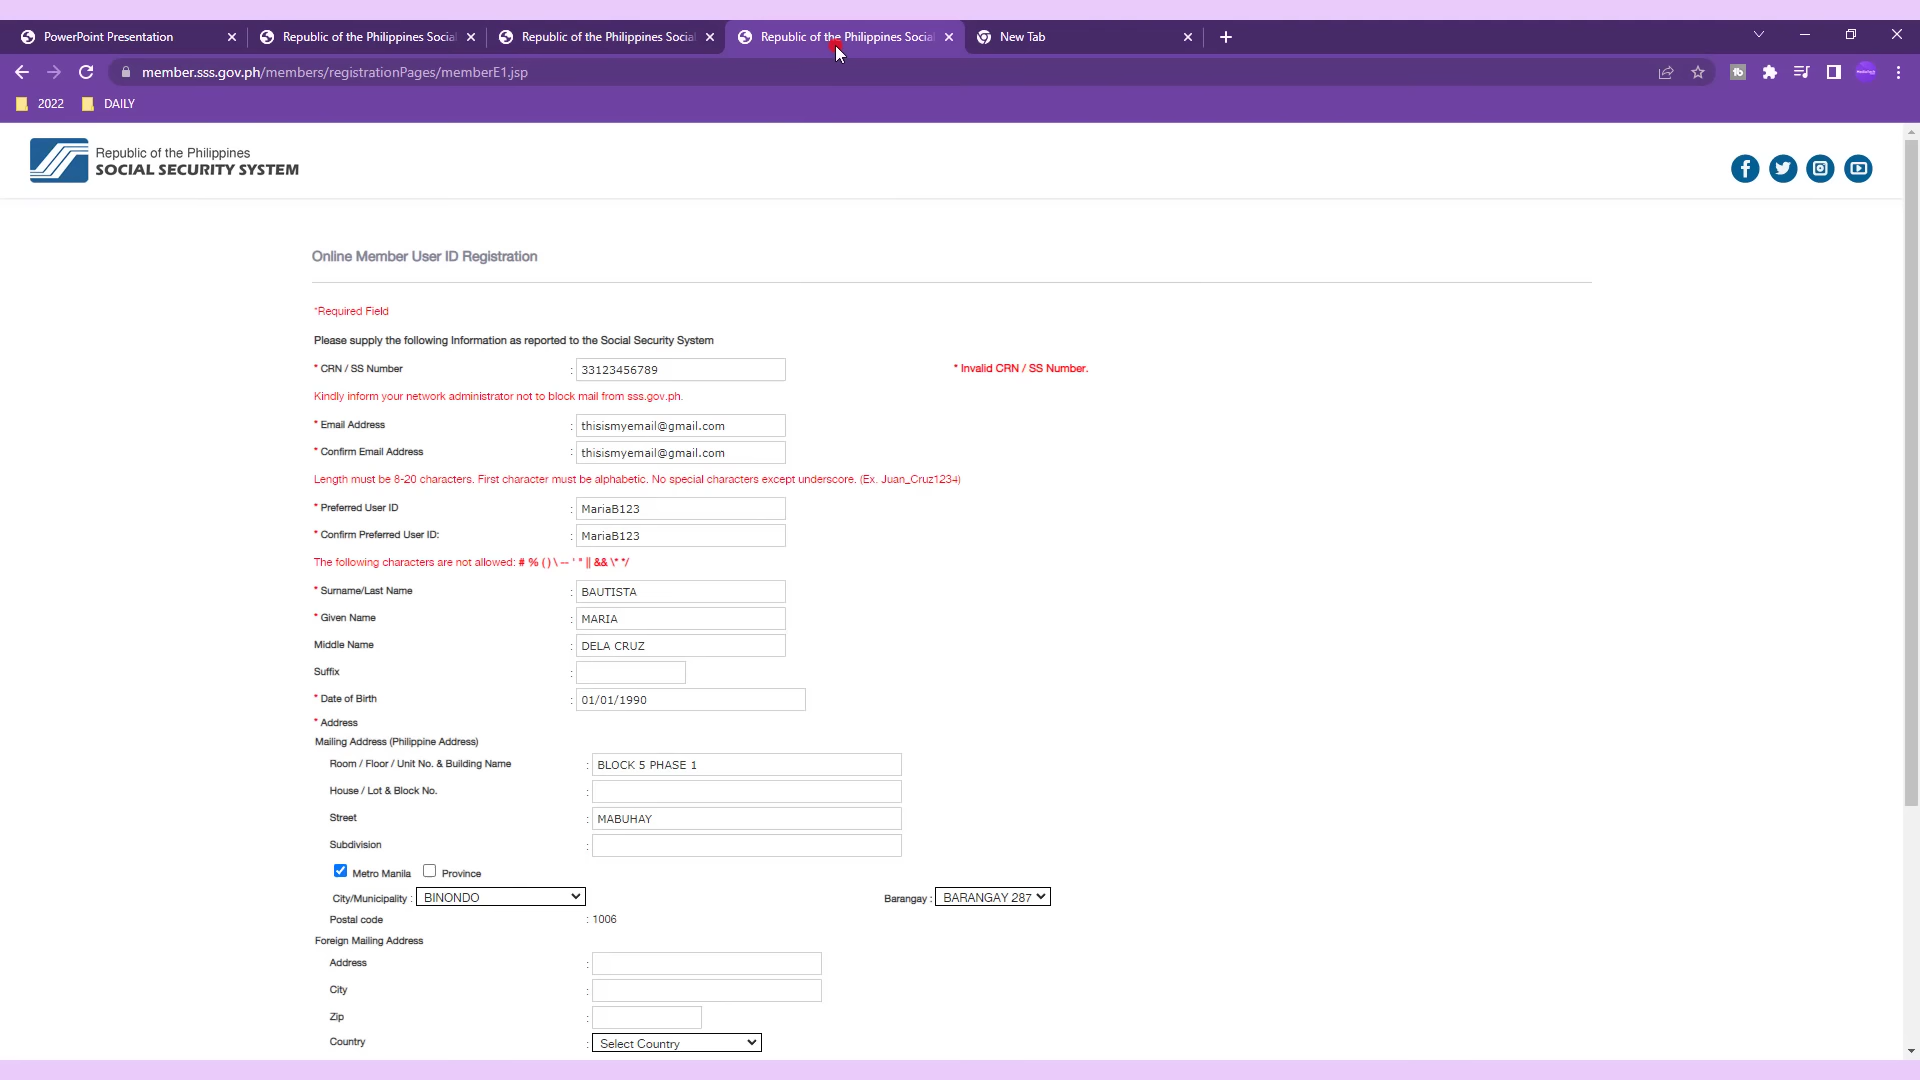 PowerPoint Presentation
Republic of the Philippines Social
Republic of the Philippines Social
Republic of the Philippines Social
New Tab
member.sss.gov.ph/members/registrationPages/memberE1.jsp
2022
DAILY
Republic of the Philippines
SOCIAL SECURITY SYSTEM
Online Member User ID Registration
*Required Field
Please supply the following Information as reported to the Social Security System
* CRN / SS Number : 33123456789 * Invalid CRN / SS Number.
Kindly inform your network administrator not to block mail from sss.gov.ph.
* Email Address : thisismyemail@gmail.com
* Confirm Email Address : thisismyemail@gmail.com
Length must be 8-20 characters. First character must be alphabetic. No special characters except underscore. (Ex. Juan_Cruz1234)
* Preferred User ID : MariaB123
* Confirm Preferred User ID: : MariaB123
The following characters are not allowed: # % ( ) \ -- ' " || && \* */
* Surname/Last Name : BAUTISTA
* Given Name : MARIA
Middle Name : DELA CRUZ
Suffix :
* Date of Birth : 01/01/1990
* Address
Mailing Address (Philippine Address)
Room / Floor / Unit No. & Building Name : BLOCK 5 PHASE 1
House / Lot & Block No. :
Street : MABUHAY
Subdivision :
Metro Manila Province
City/Municipality : BINONDO Barangay : BARANGAY 287
Postal code : 1006
Foreign Mailing Address
Address :
City :
Zip :
Country : Select Country